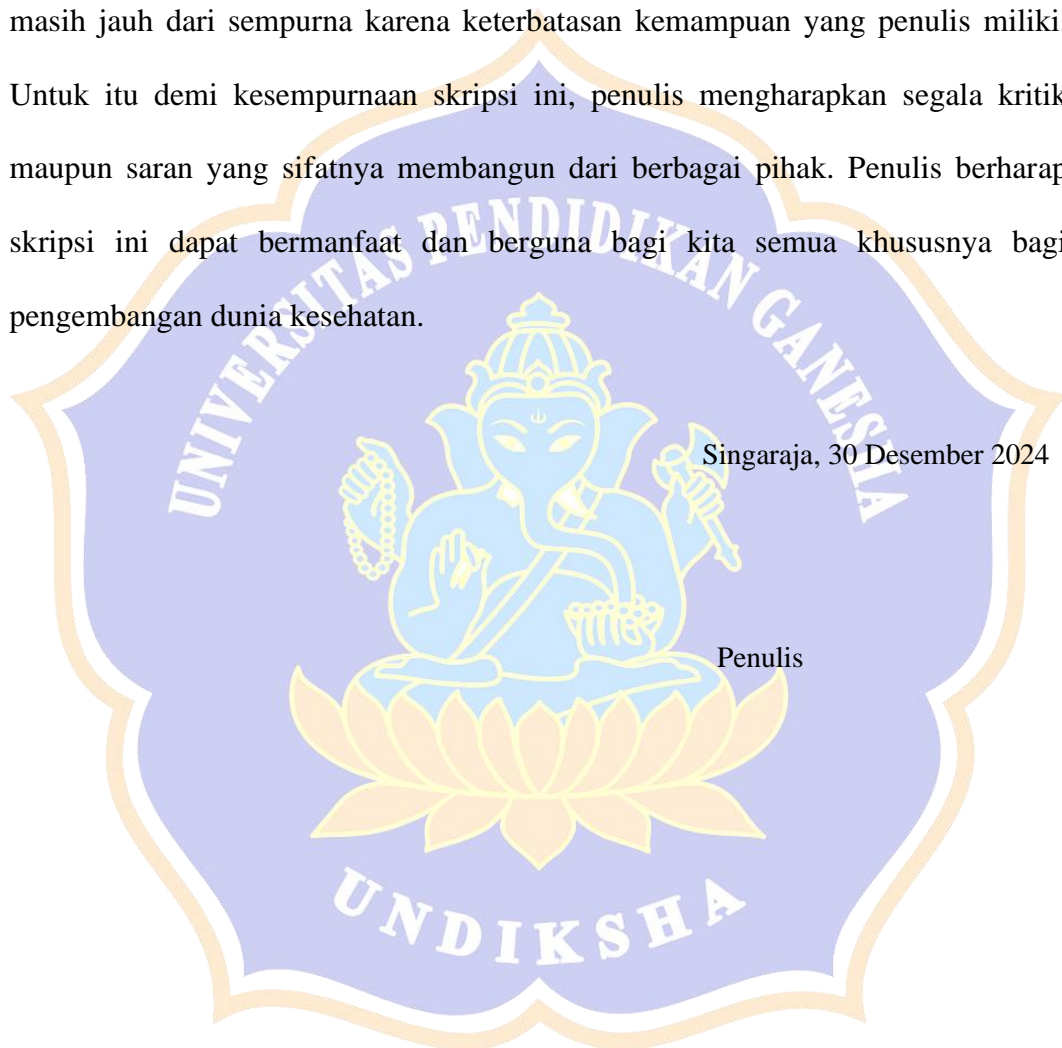 masih jauh dari sempurna karena keterbatasan kemampuan yang penulis miliki.
Untuk itu demi kesempurnaan skripsi ini, penulis mengharapkan segala kritik
maupun saran yang sifatnya membangun dari berbagai pihak. Penulis berharap
skripsi ini dapat bermanfaat dan berguna bagi kita semua khususnya bagi
pengembangan dunia kesehatan.
UNIVERSITAS PENDIDIKAN GANESHA
Singaraja, 30 Desember 2024
Penulis
UNDIKSHA